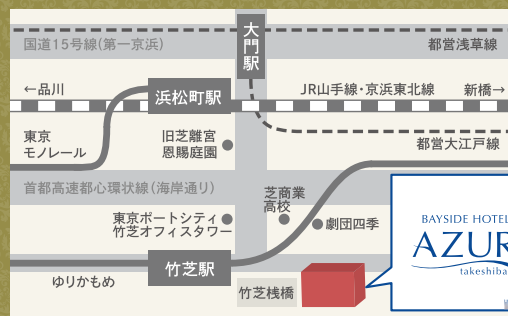 国道15号線(第一京浜)
大門駅
都営浅草線
←品川
浜松町駅
JR山手線・京浜東北線
新橋→
東京
モノレール
旧芝離宮
恩賜庭園
都営大江戸線
首都高速都心環状線(海岸通り)
芝商業
高校
東京ポートシティ
竹芝オフィスタワー
劇団四季
BAYSIDE HOTEL
AZUR
takeshiba
竹芝駅
ゆりかもめ
竹芝桟橋